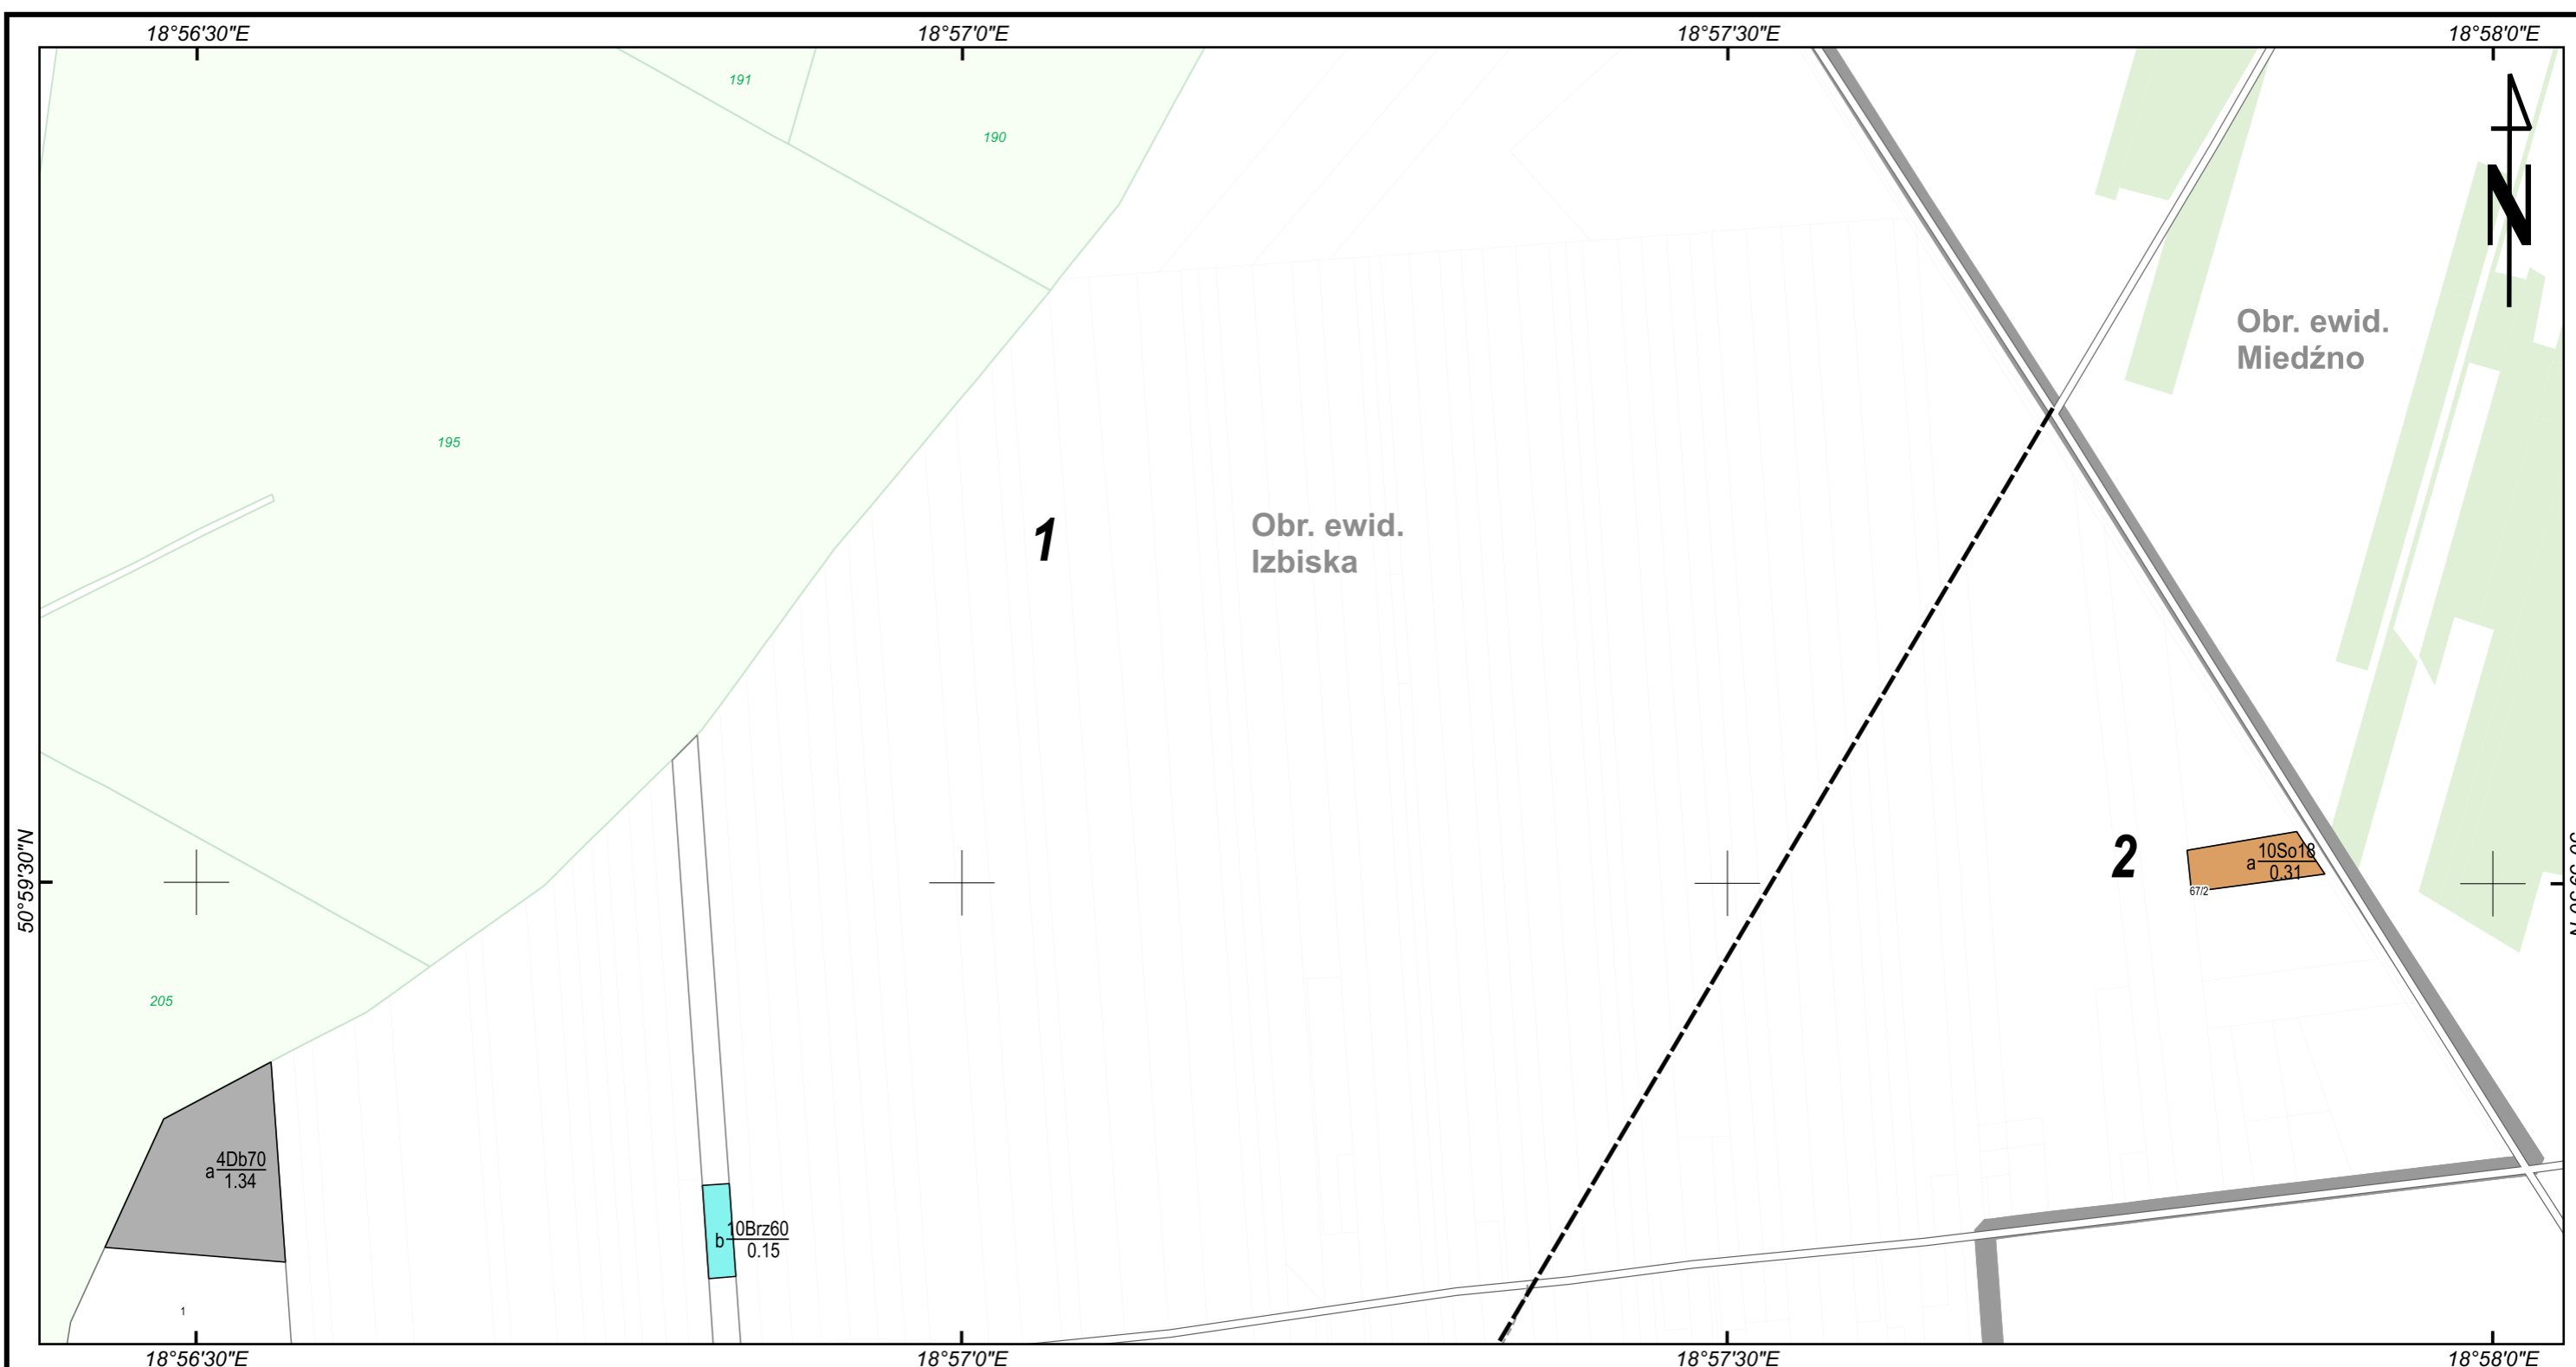 18°56'30"E
18°57'0"E
18°57'30"E
18°58'0"E
191
190
N
Obr. ewid.
Miedźno
195
1
Obr. ewid.
Izbiska
50°59'30"N
2
a 10So18
0.31
67/2
205
a 4Db70
1.34
b 10Brz60
0.15
1
18°56'30"E
18°57'0"E
18°57'30"E
18°58'0"E